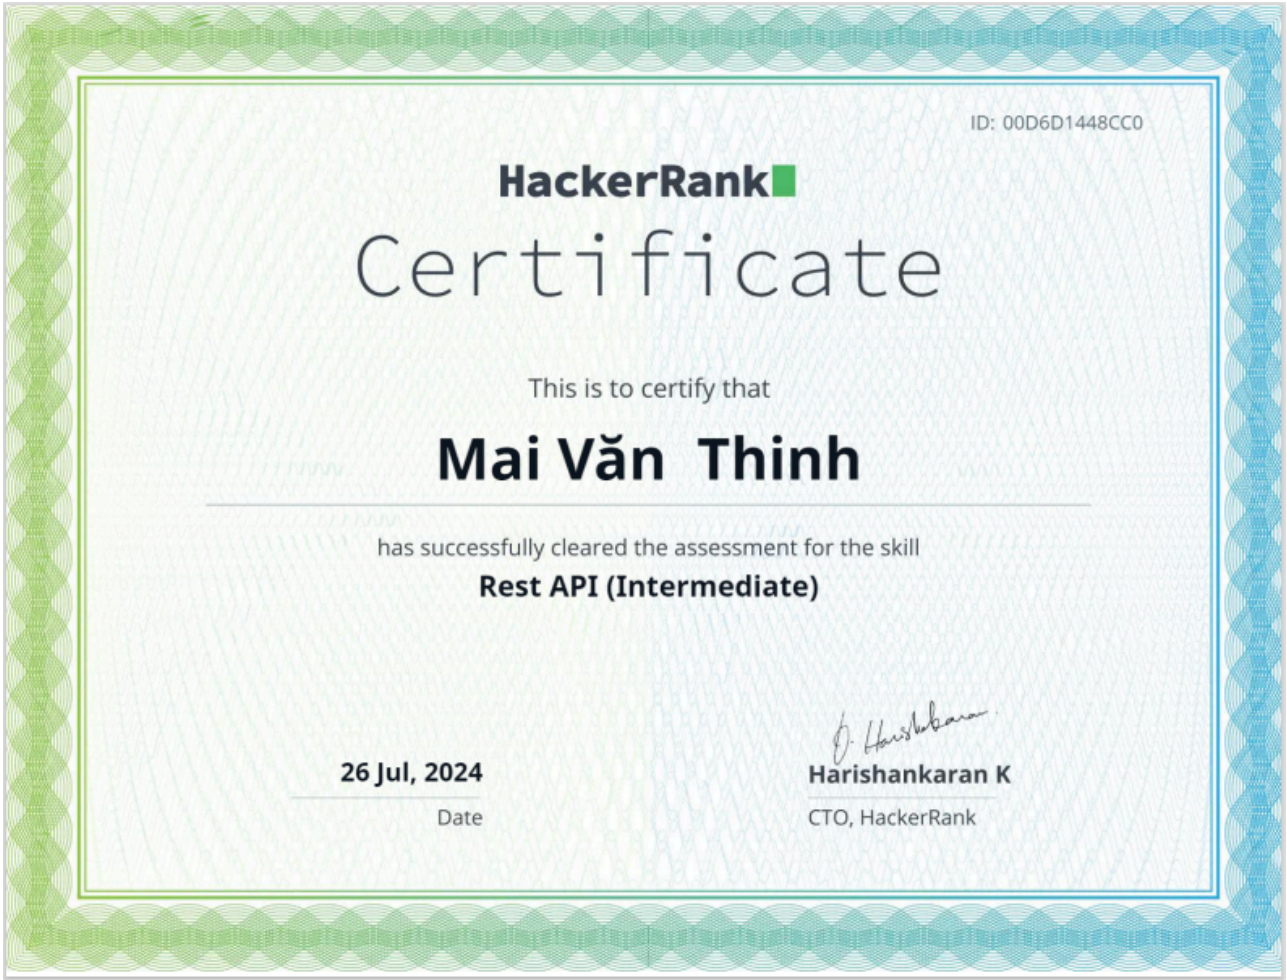 ID: 00D6D1448CC0
HackerRank
Certificate
This is to certify that
Mai Văn  Thinh
has successfully cleared the assessment for the skill
Rest API (Intermediate)
26 Jul, 2024
Date
Harishankaran K
CTO, HackerRank